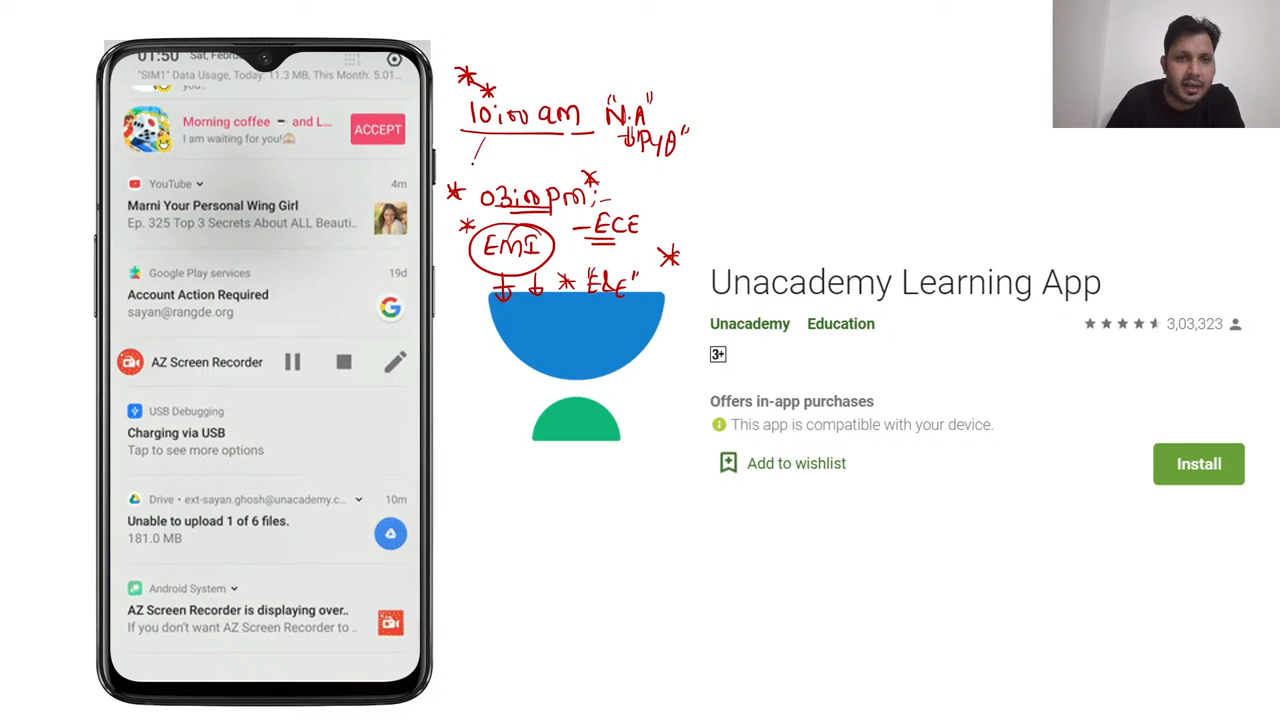 01:50 Sat, Febru
"SIM1" Data Usage, Today: 11.3 MB, This Month: 5.01...
you..
Morning coffee ☕ and L...
I am waiting for you!
ACCEPT
YouTube
4m
Marni Your Personal Wing Girl
Ep. 325 Top 3 Secrets About ALL Beauti..
Google Play services
19d
Account Action Required
sayan@rangde.org
AZ Screen Recorder
USB Debugging
Charging via USB
Tap to see more options
Drive • ext-sayan.ghosh@unacademy.c...
10m
Unable to upload 1 of 6 files.
181.0 MB
Android System
AZ Screen Recorder is displaying over..
If you don't want AZ Screen Recorder to ..
10:00 am "N.A"
"PYQ"
03:00 pm :-
EMI - ECE
"E&E"
Unacademy Learning App
Unacademy Education
3,03,323
3+
Offers in-app purchases
This app is compatible with your device.
Add to wishlist
Install